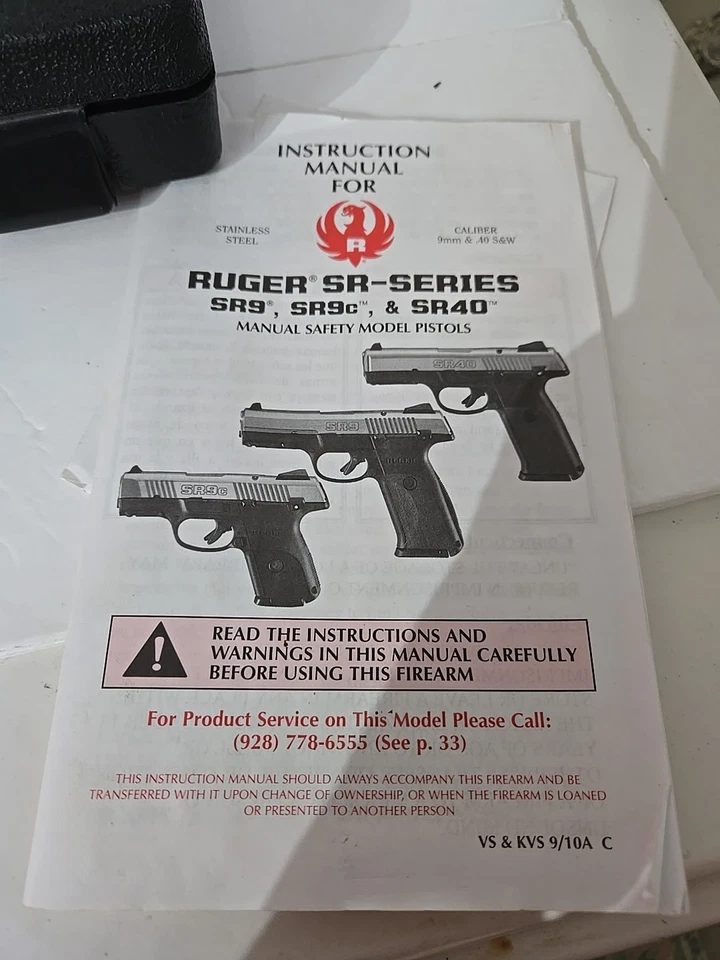 INSTRUCTION
MANUAL
FOR
STAINLESS
STEEL
R
CALIBER
9mm & .40 S&W
RUGER® SR-SERIES
SR9®, SR9c™, & SR40™
MANUAL SAFETY MODEL PISTOLS
SR40
SR9
SR9c
READ THE INSTRUCTIONS AND
WARNINGS IN THIS MANUAL CAREFULLY
BEFORE USING THIS FIREARM
For Product Service on This Model Please Call:
(928) 778-6555 (See p. 33)
THIS INSTRUCTION MANUAL SHOULD ALWAYS ACCOMPANY THIS FIREARM AND BE
TRANSFERRED WITH IT UPON CHANGE OF OWNERSHIP, OR WHEN THE FIREARM IS LOANED
OR PRESENTED TO ANOTHER PERSON
VS & KVS 9/10A C